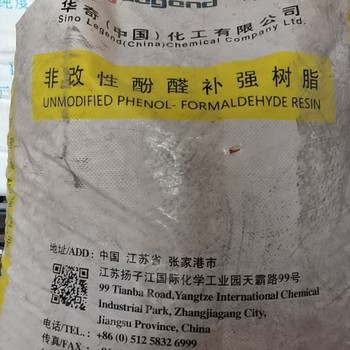 华奇(中国)化工有限公司
Sino Legend(China)Chemical Company Ltd.
非改性酚醛补强树脂
UNMODIFIED PHENOL- FORMALDEHYDE RESIN
地址/ADD: 中国 江苏省 张家港市
江苏扬子江国际化学工业园天霸路99号
99 Tianba Road,Yangtze International Chemical
Industriai Park, Zhangjiagang City,
Jiangsu Province, China
电话/TEL.: +86 (0) 512 5832 6999
传真/FAX.: